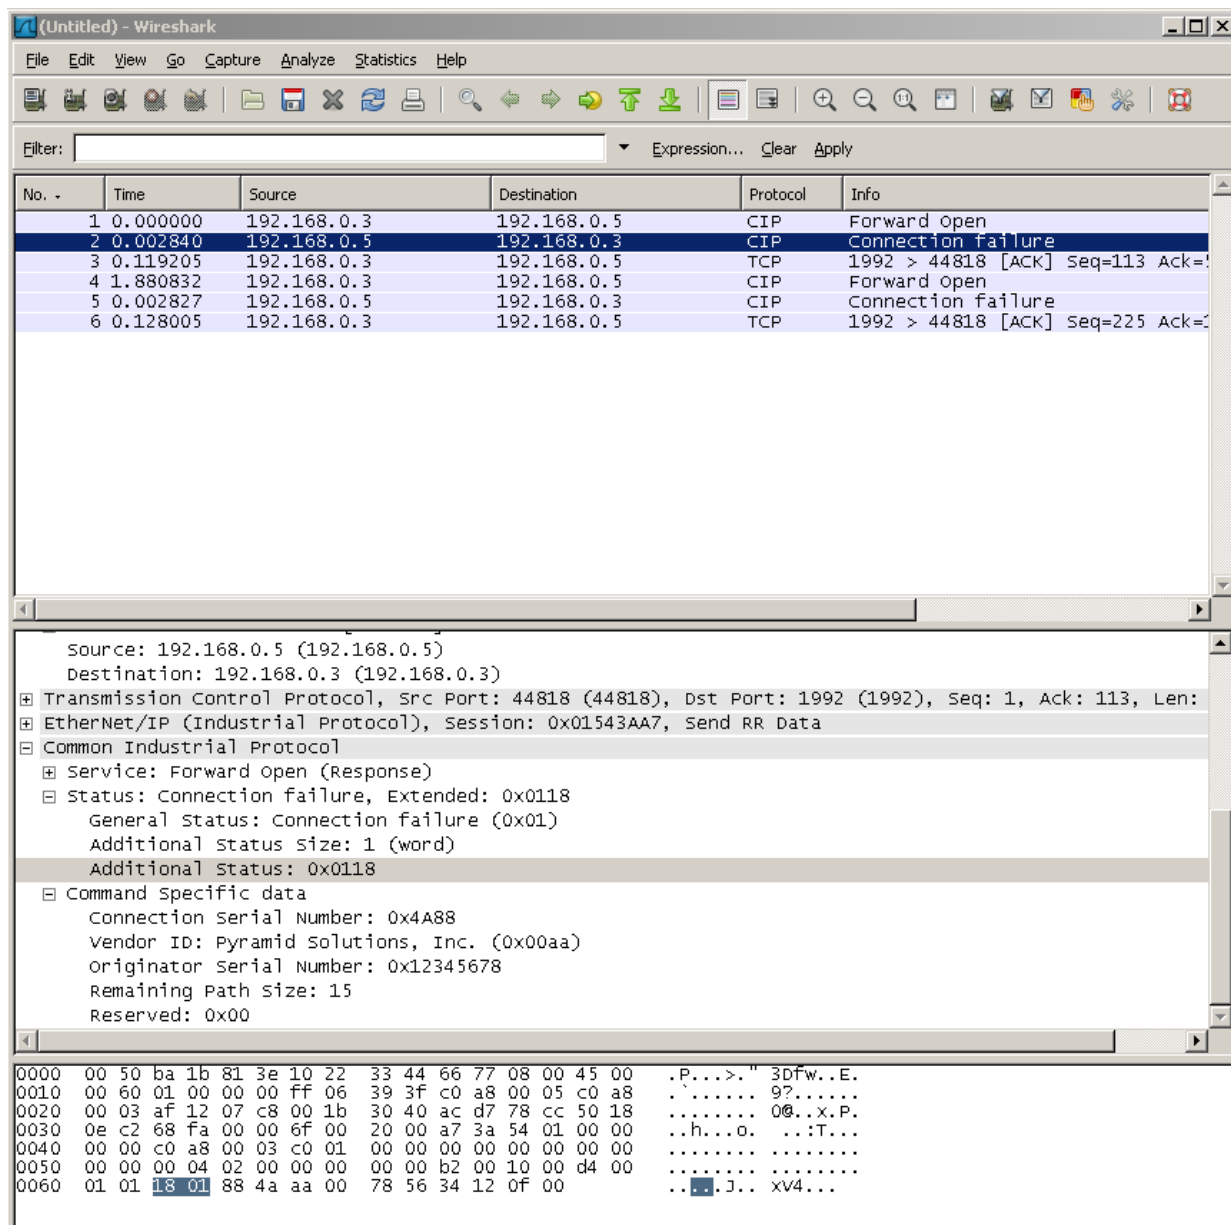 (Untitled) - Wireshark
File Edit View Go Capture Analyze Statistics Help
Filter: Expression... Clear Apply
No. Time Source Destination Protocol Info
1 0.000000 192.168.0.3 192.168.0.5 CIP Forward Open
2 0.002840 192.168.0.5 192.168.0.3 CIP Connection failure
3 0.119205 192.168.0.3 192.168.0.5 TCP 1992 > 44818 [ACK] Seq=113 Ack=
4 1.880832 192.168.0.3 192.168.0.5 CIP Forward Open
5 0.002827 192.168.0.5 192.168.0.3 CIP Connection failure
6 0.128005 192.168.0.3 192.168.0.5 TCP 1992 > 44818 [ACK] Seq=225 Ack=
Source: 192.168.0.5 (192.168.0.5)
Destination: 192.168.0.3 (192.168.0.3)
Transmission Control Protocol, Src Port: 44818 (44818), Dst Port: 1992 (1992), Seq: 1, Ack: 113, Len:
EtherNet/IP (Industrial Protocol), Session: 0x01543AA7, Send RR Data
Common Industrial Protocol
Service: Forward Open (Response)
Status: Connection failure, Extended: 0x0118
General Status: Connection failure (0x01)
Additional Status Size: 1 (word)
Additional Status: 0x0118
Command Specific data
Connection Serial Number: 0x4A88
Vendor ID: Pyramid Solutions, Inc. (0x00aa)
Originator Serial Number: 0x12345678
Remaining Path Size: 15
Reserved: 0x00
0000 00 50 ba 1b 81 3e 10 22 33 44 66 77 08 00 45 00 .P...>." 3Dfw..E.
0010 00 60 01 00 00 00 ff 06 39 3f c0 a8 00 05 c0 a8 .`...... 9?......
0020 00 03 af 12 07 c8 00 1b 30 40 ac d7 78 cc 50 18 ........ 0@..x.P.
0030 0e c2 68 fa 00 00 6f 00 20 00 a7 3a 54 01 00 00 ..h...o. ..:T...
0040 00 00 c0 a8 00 03 c0 01 00 00 00 00 00 00 00 00 ........ ........
0050 00 00 00 04 02 00 00 00 00 00 b2 00 10 00 d4 00 ........ ........
0060 01 01 18 01 88 4a aa 00 78 56 34 12 0f 00 .....J.. xV4...